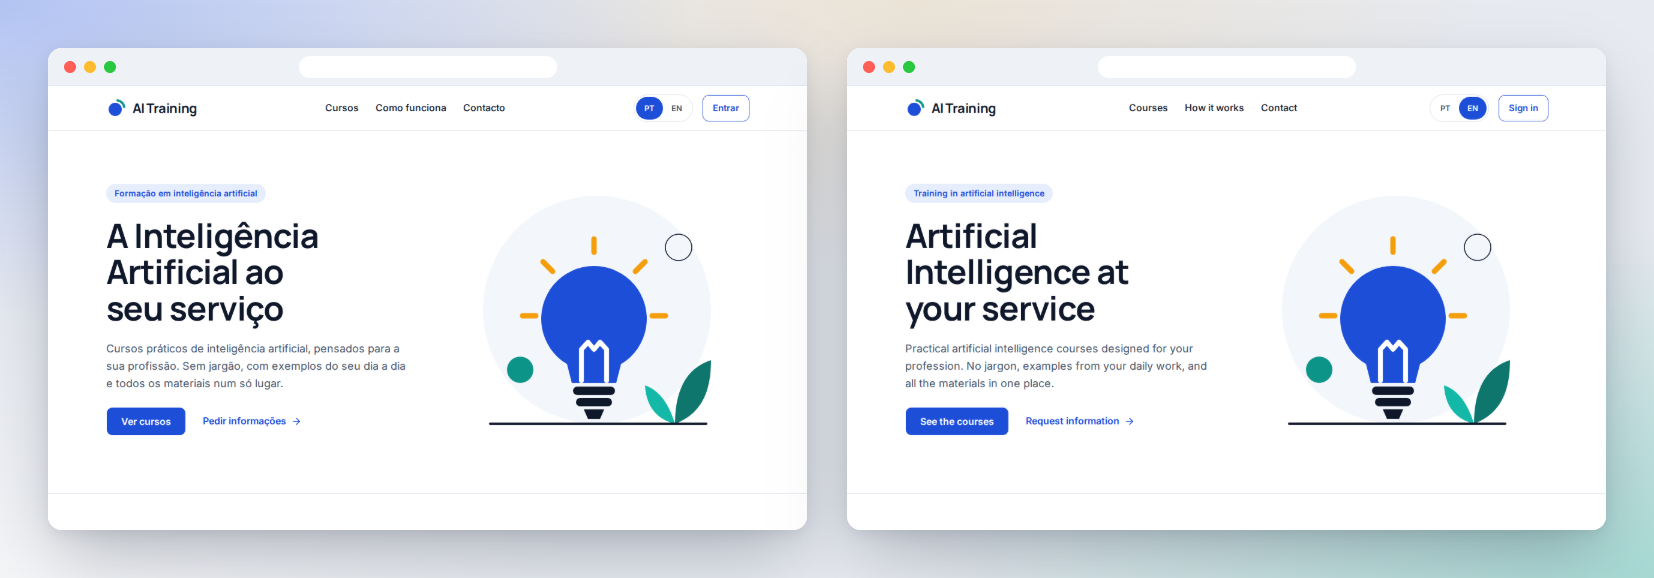 AI Training
Cursos
Como funciona
Contacto
PT
EN
Entrar
Formação em inteligência artificial
A Inteligência
Artificial ao
seu serviço
Cursos práticos de inteligência artificial, pensados para a
sua profissão. Sem jargão, com exemplos do seu dia a dia
e todos os materiais num só lugar.
Ver cursos
Pedir informações →
AI Training
Courses
How it works
Contact
PT
EN
Sign in
Training in artificial intelligence
Artificial
Intelligence at
your service
Practical artificial intelligence courses designed for your
profession. No jargon, examples from your daily work, and
all the materials in one place.
See the courses
Request information →